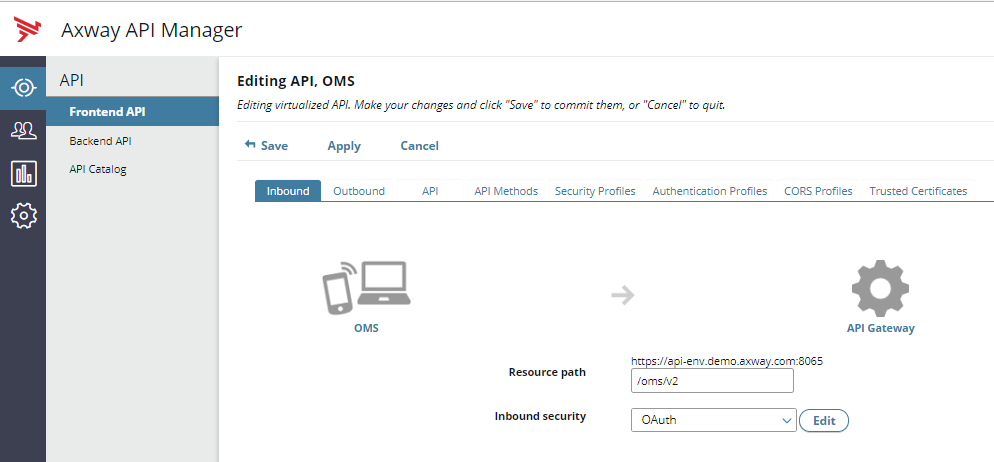 Axway API Manager
API
Frontend API
Backend API
API Catalog
Editing API, OMS
Editing virtualized API. Make your changes and click "Save" to commit them, or "Cancel" to quit.
Save Apply Cancel
Inbound Outbound API API Methods Security Profiles Authentication Profiles CORS Profiles Trusted Certificates
OMS API Gateway
https://api-env.demo.axway.com:8065
Resource path /oms/v2
Inbound security OAuth Edit